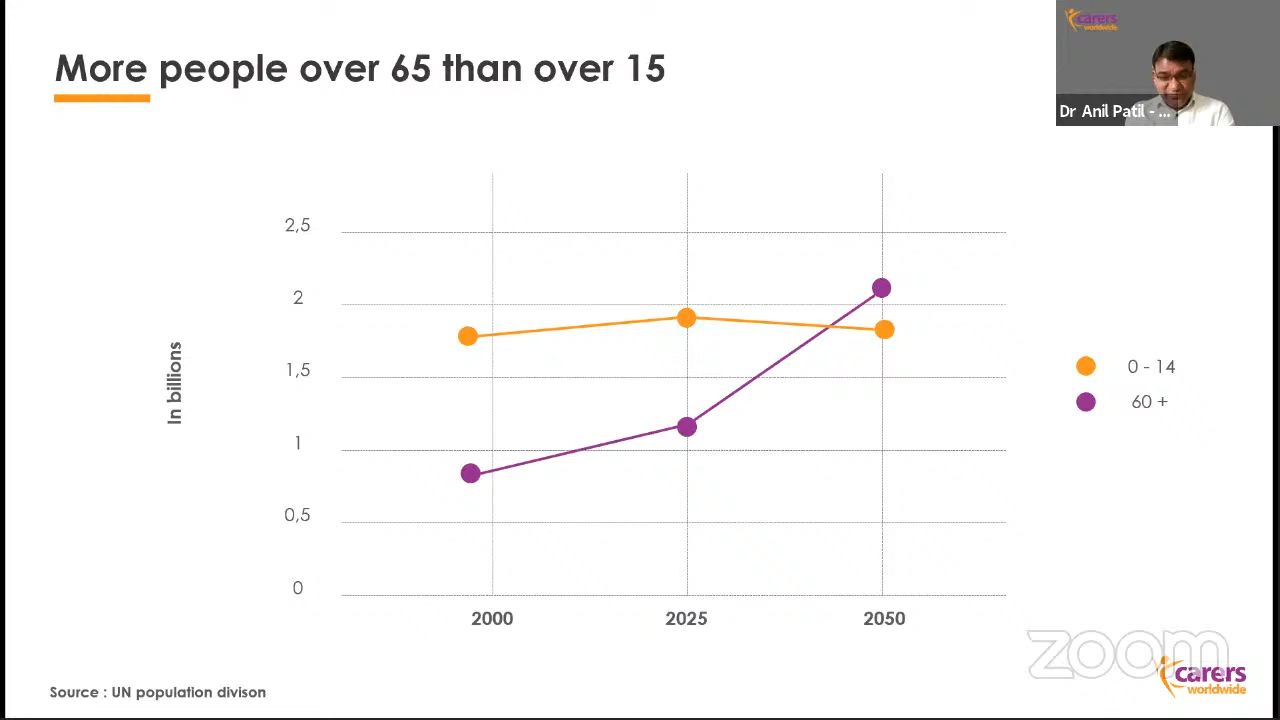 More people over 65 than over 15
carers
worldwide
Dr Anil Patil - ...
2,5
2
1,5
1
0,5
0
In billions
2000
2025
2050
0 - 14
60 +
zoom
carers
worldwide
Source : UN population divison